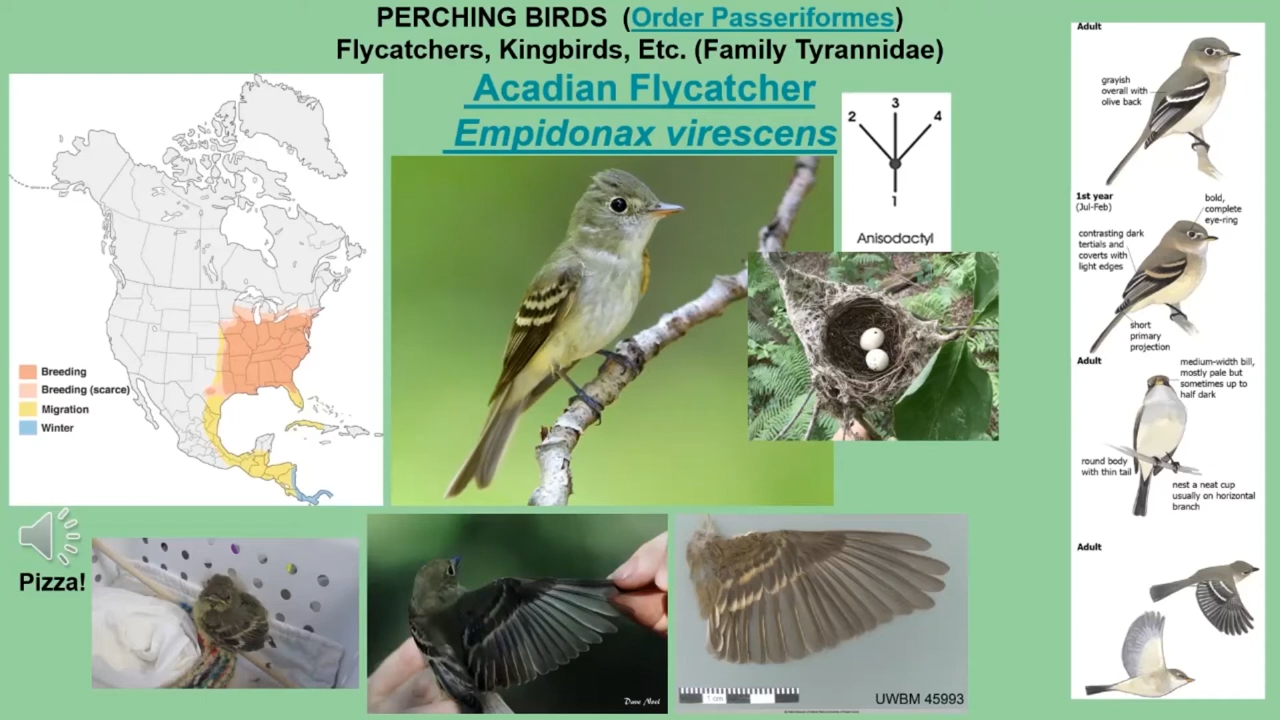 PERCHING BIRDS (Order Passeriformes)
Flycatchers, Kingbirds, Etc. (Family Tyrannidae)
Acadian Flycatcher
Empidonax virescens
Breeding
Breeding (scarce)
Migration
Winter
2
3
4
1
Anisodactyl
Pizza!
Dave Noel
1 cm
UWBM 45993
Adult
grayish
overall with
olive back
1st year
(Jul-Feb)
bold,
complete
eye-ring
contrasting dark
tertials and
coverts with
light edges
short
primary
projection
Adult
medium-width bill,
mostly pale but
sometimes up to
half dark
round body
with thin tail
nest a neat cup
usually on horizontal
branch
Adult